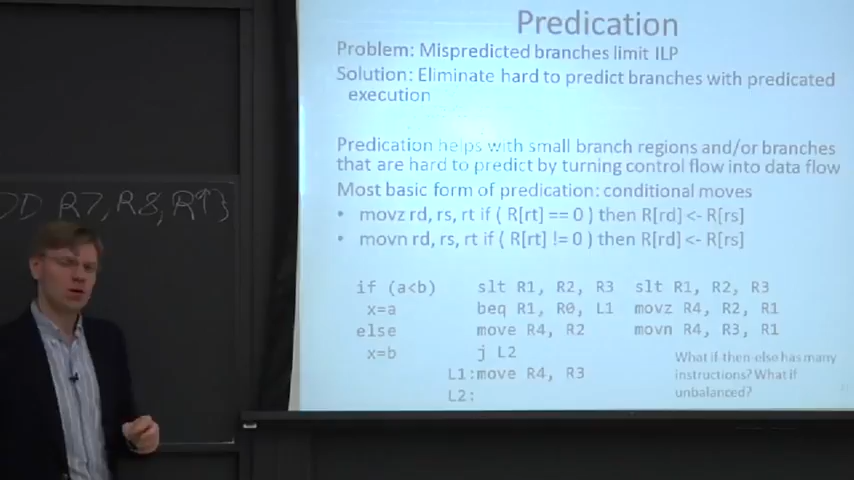 Predication
Problem: Mispredicted branches limit ILP
Solution: Eliminate hard to predict branches with predicated
execution
Predication helps with small branch regions and/or branches
that are hard to predict by turning control flow into data flow
Most basic form of predication: conditional moves
• movz rd, rs, rt if ( R[rt] == 0 ) then R[rd] <- R[rs]
• movn rd, rs, rt if ( R[rt] != 0 ) then R[rd] <- R[rs]
if (a<b)
x=a
else
x=b
slt R1, R2, R3
beq R1, R0, L1
move R4, R2
j L2
L1:move R4, R3
L2:
slt R1, R2, R3
movz R4, R2, R1
movn R4, R3, R1
What if then-else has many
instructions? What if
unbalanced?
R7, R8, R9}